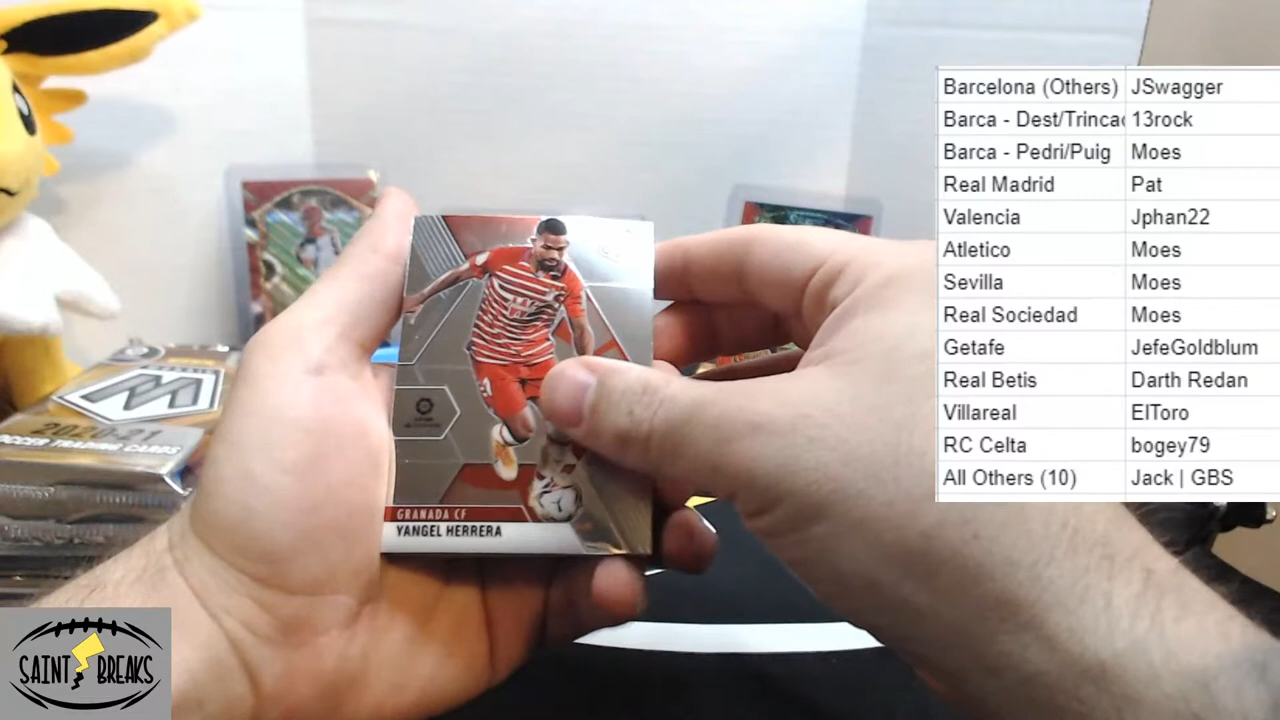 Barcelona (Others) JSwagger
Barca - Dest/Trincac 13rock
Barca - Pedri/Puig Moes
Real Madrid Pat
Valencia Jphan22
Atletico Moes
Sevilla Moes
Real Sociedad Moes
Getafe JefeGoldblum
Real Betis Darth Redan
Villareal ElToro
RC Celta bogey79
All Others (10) Jack | GBS
2020-21
SOCCER TRADING CARDS
GRANADA CF
YANGEL HERRERA
SAINT BREAKS